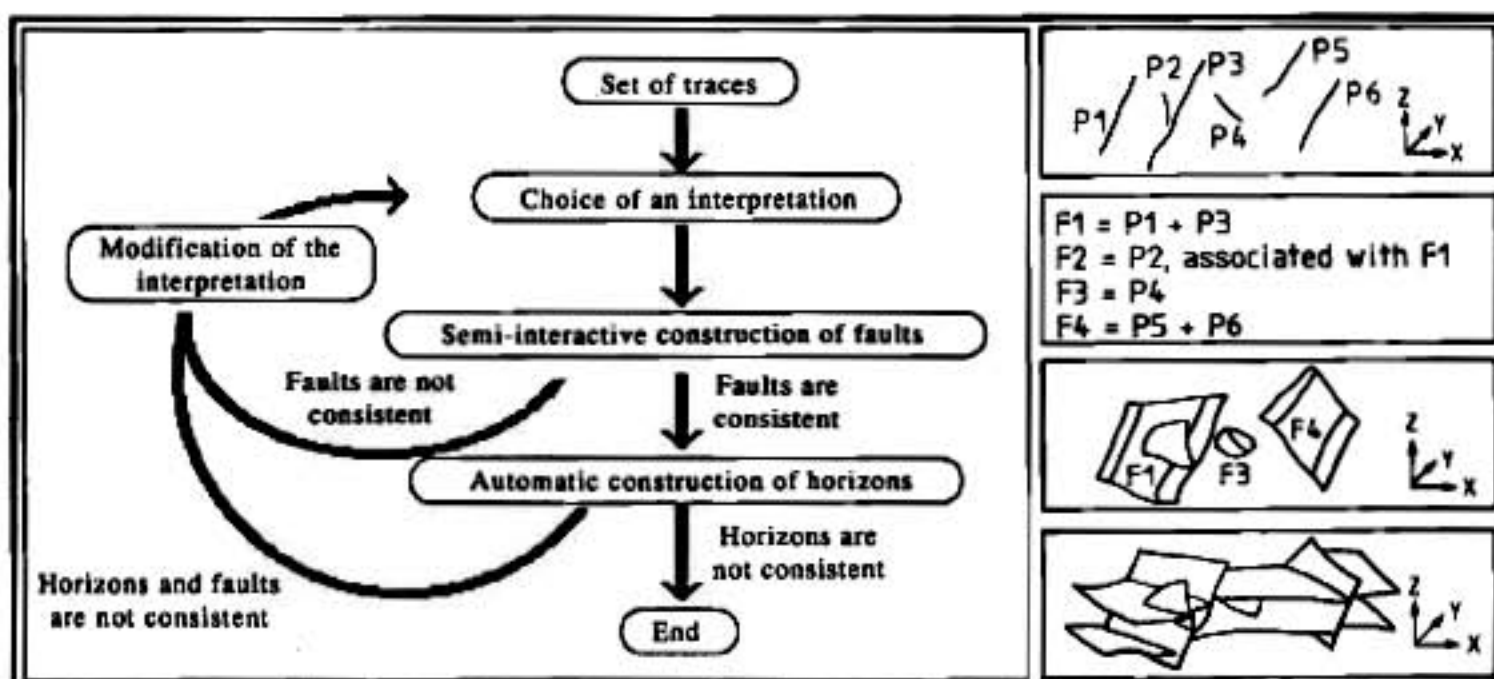 Set of traces
Choice of an interpretation
Modification of the
interpretation
Semi-interactive construction of faults
Faults are not
consistent
Faults are
consistent
Automatic construction of horizons
Horizons are
not consistent
Horizons and faults
are not consistent
End
P1
P2
P3
P4
P5
P6
Z
Y
X
F1 = P1 + P3
F2 = P2, associated with F1
F3 = P4
F4 = P5 + P6
F1
F3
F4
Z
Y
X
Z
Y
X